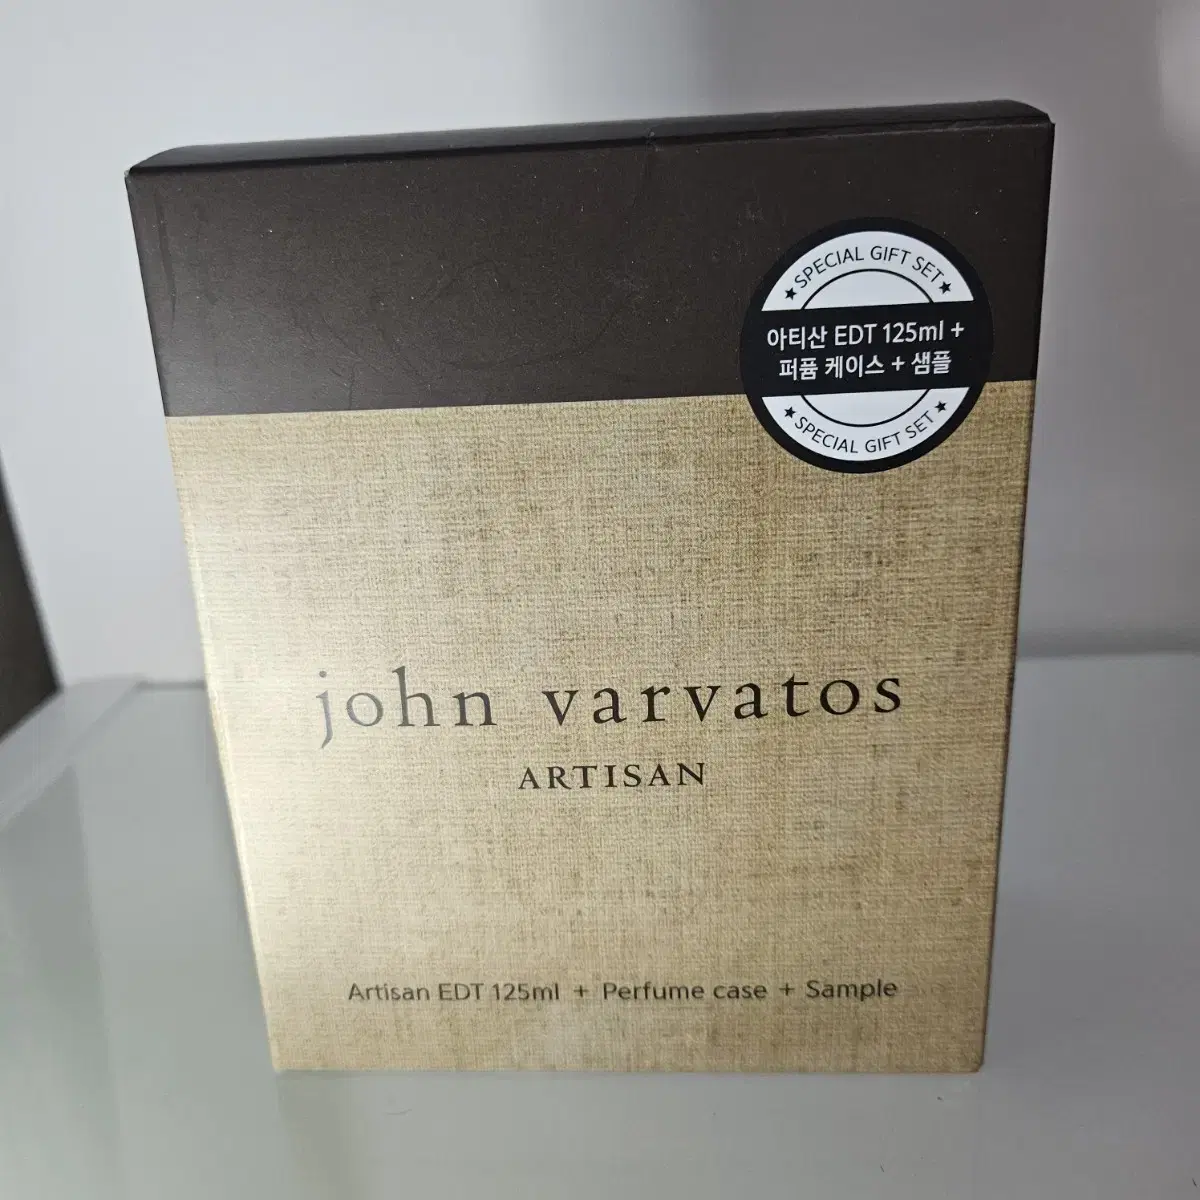 ★ SPECIAL GIFT SET ★
아티산 EDT 125ml +
퍼퓸 케이스 + 샘플
★ SPECIAL GIFT SET ★
john varvatos
ARTISAN
Artisan EDT 125ml + Perfume case + Sample